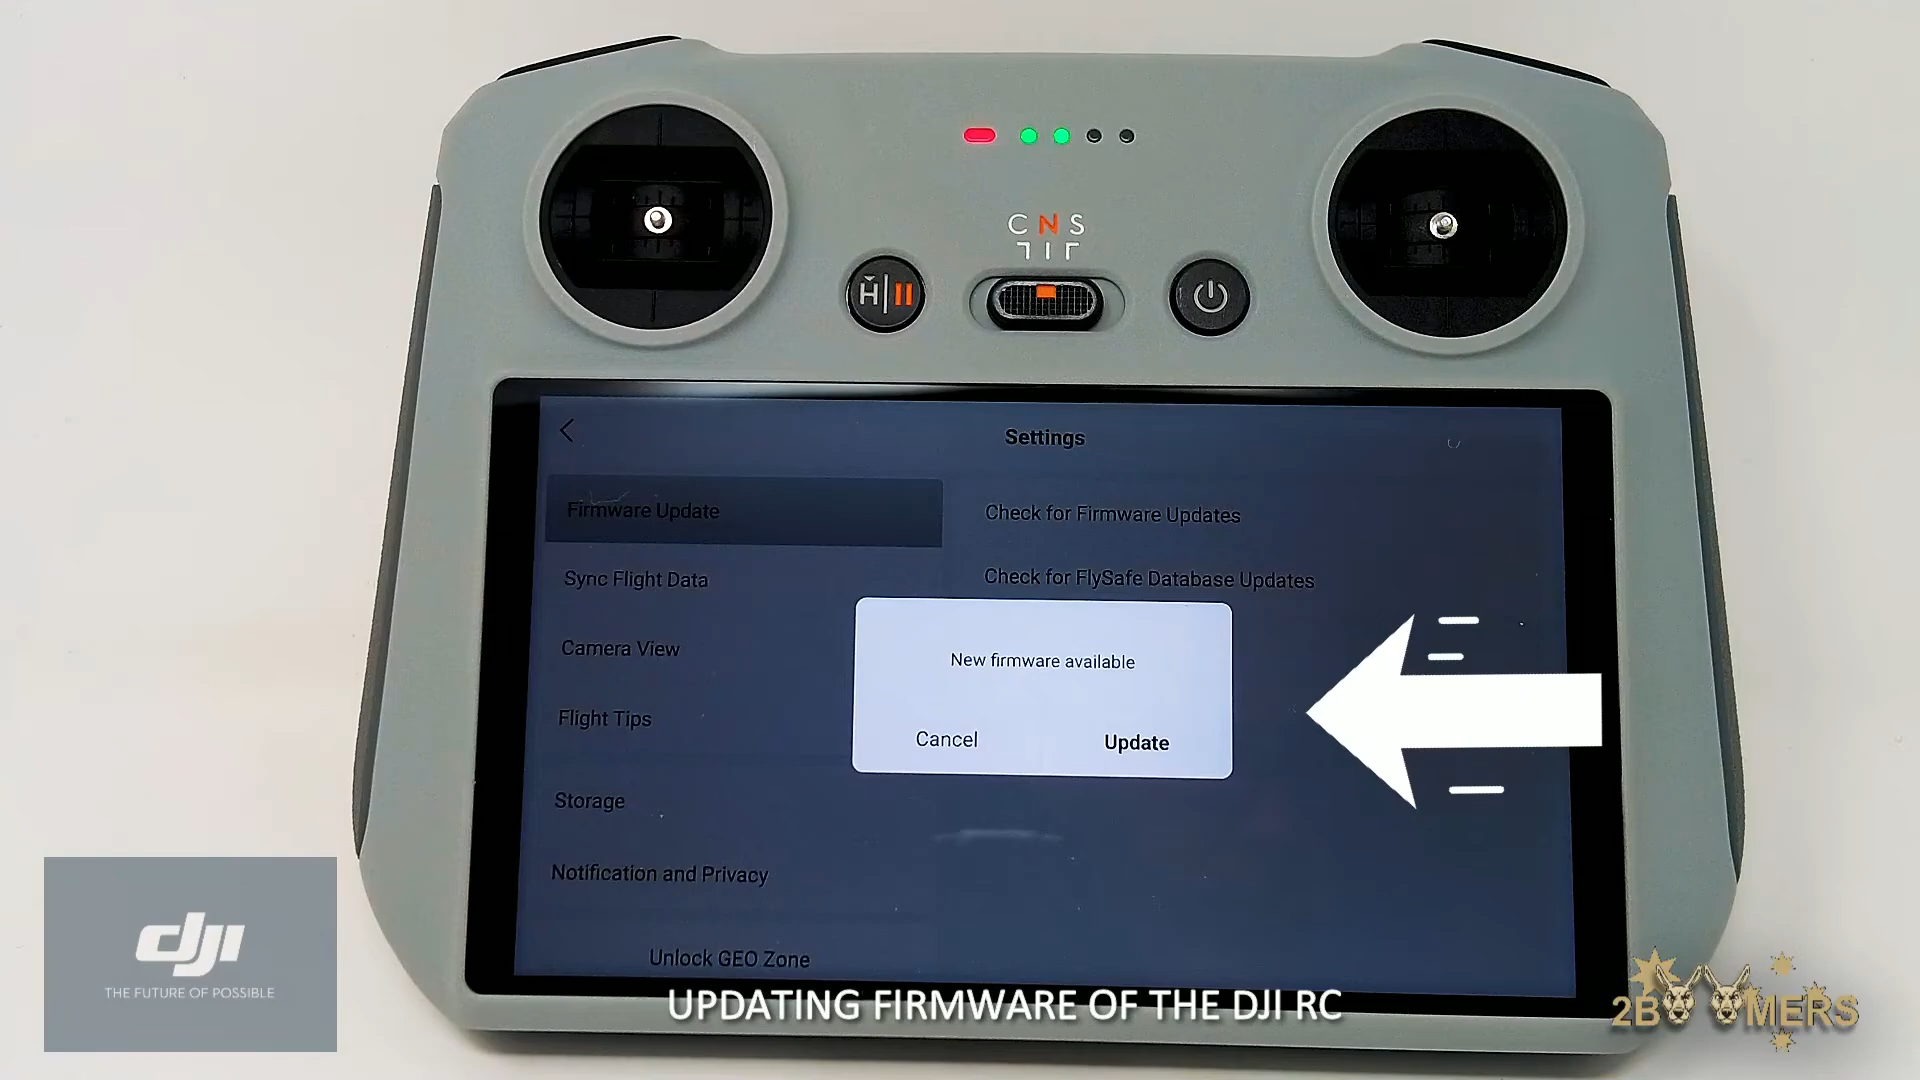 C N S
H
Settings
Firmware Update
Check for Firmware Updates
Sync Flight Data
Check for FlySafe Database Updates
Camera View
New firmware available
Flight Tips
Cancel
Update
Storage
Notification and Privacy
Unlock GEO Zone
dji
THE FUTURE OF POSSIBLE
UPDATING FIRMWARE OF THE DJI RC
2BOOMERS